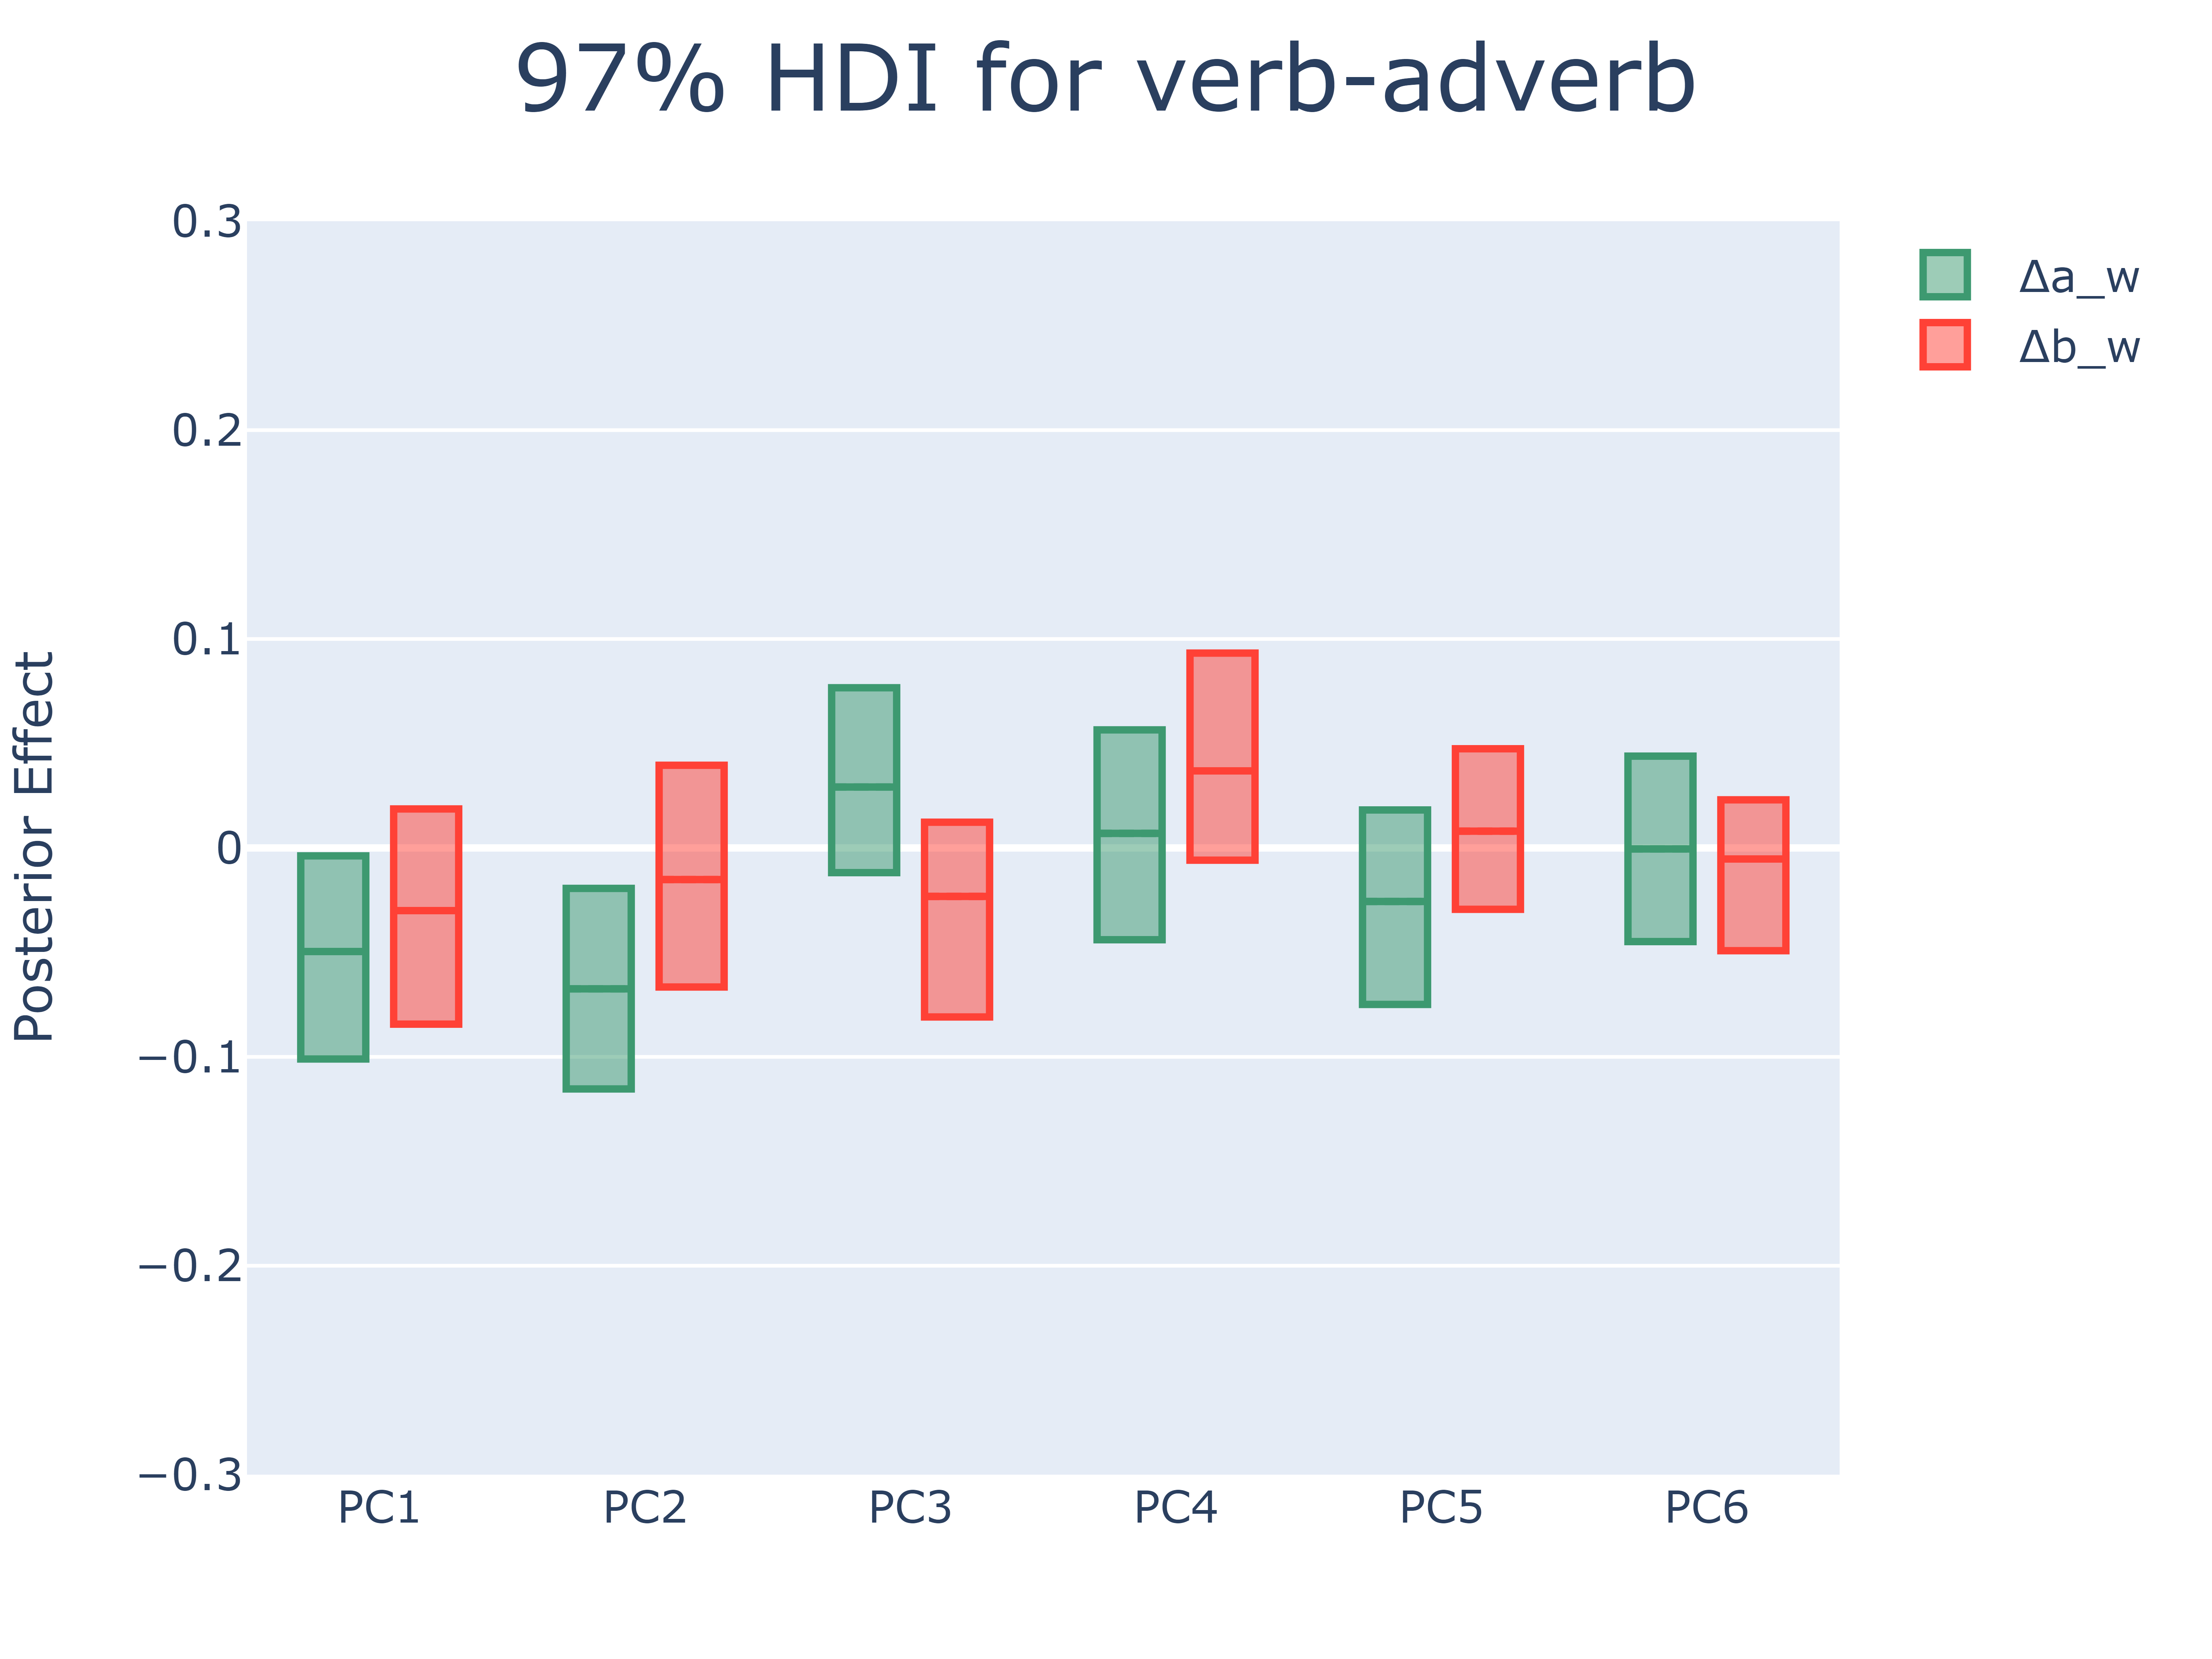 97% HDI for verb-adverb
Posterior Effect
0.3
0.2
0.1
0
−0.1
−0.2
−0.3
PC1 PC2 PC3 PC4 PC5 PC6
Δa_w
Δb_w